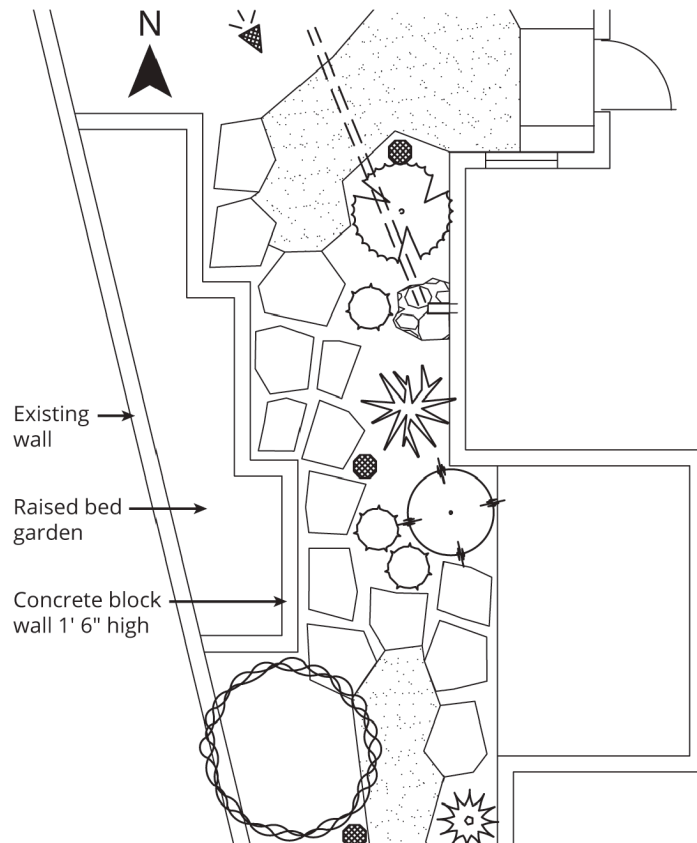 N
Existing
wall
Raised bed
garden
Concrete block
wall 1' 6" high